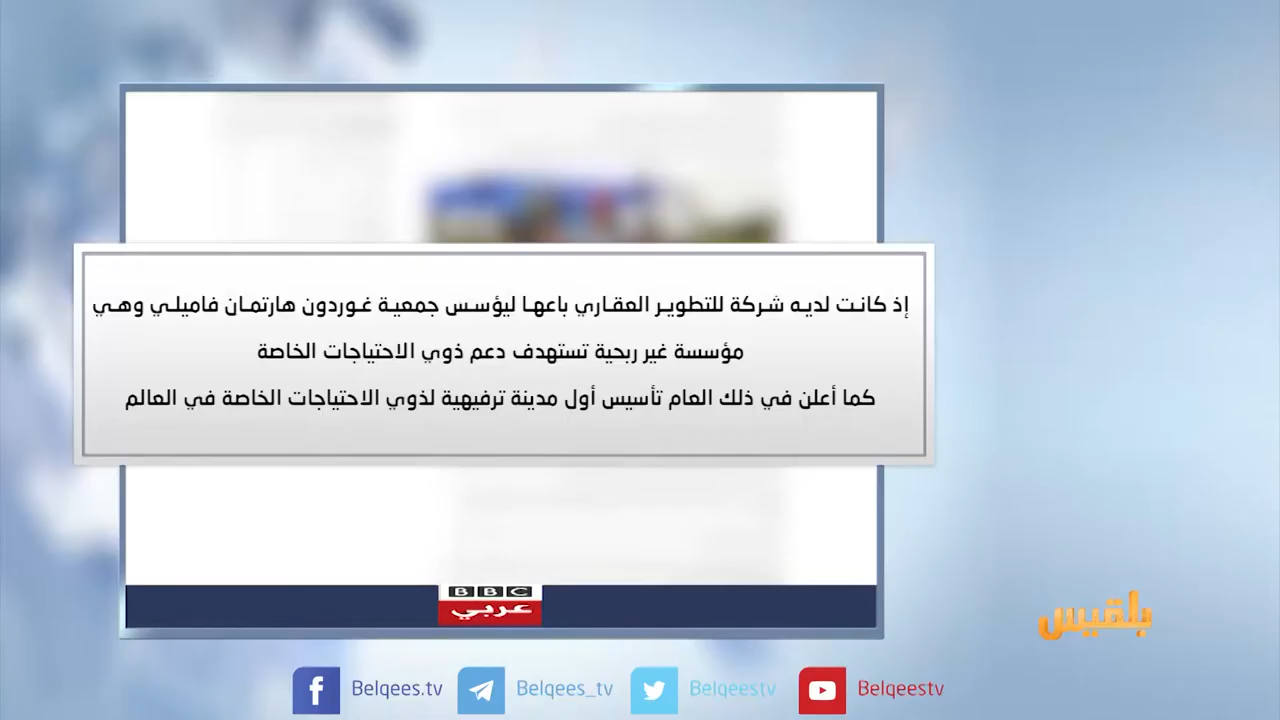 إذ كانت لديه شركة للتطوير العقاري باعها ليؤسس جمعية غوردون هارتمان فاميلي وهي
مؤسسة غير ربحية تستهدف دعم ذوي الاحتياجات الخاصة
كما أعلن في ذلك العام تأسيس أول مدينة ترفيهية لذوي الاحتياجات الخاصة في العالم
BBC
عربي
بلقيس
Belqees.tv Belqees_tv Belqeestv Belqeestv